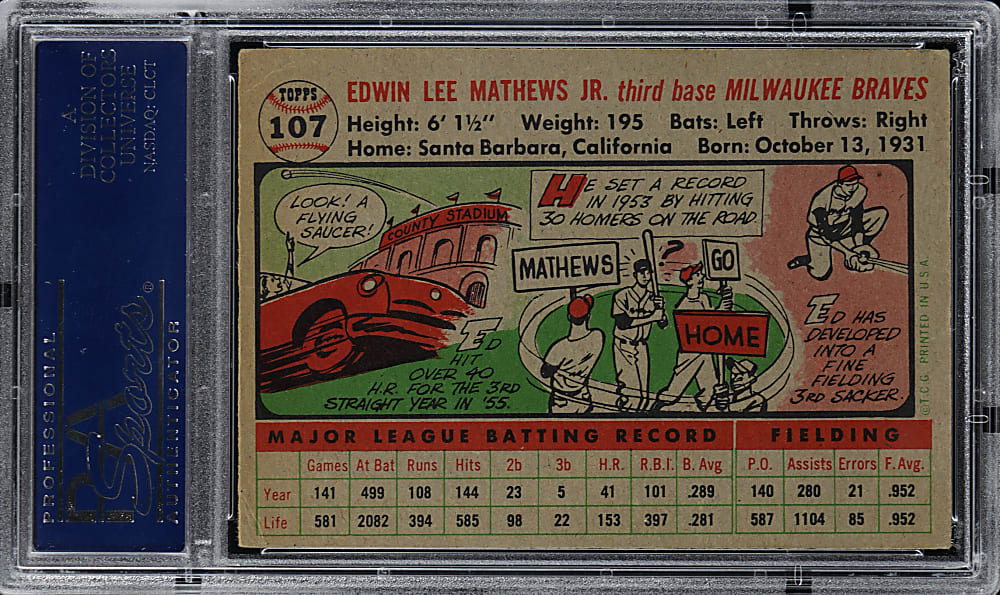 A
DIVISION OF
COLLECTORS
UNIVERSE
NASDAQ: CLCT
PROFESSIONAL
PSA
Sports®
AUTHENTICATOR
TOPPS
107
EDWIN LEE MATHEWS JR. third base MILWAUKEE BRAVES
Height: 6' 1½" Weight: 195 Bats: Left Throws: Right
Home: Santa Barbara, California Born: October 13, 1931
LOOK! A
FLYING
SAUCER!
COUNTY STADIUM
ED
HIT
OVER 40
H.R. FOR THE 3RD
STRAIGHT YEAR IN '55.
HE SET A RECORD
IN 1953 BY HITTING
30 HOMERS ON THE ROAD
MATHEWS
?
GO
HOME
ED HAS
DEVELOPED
INTO A
FINE
FIELDING
3RD SACKER.
© T.C.G. PRINTED IN U.S.A.
MAJOR LEAGUE BATTING RECORD FIELDING
Games At Bat Runs Hits 2b 3b H.R. R.B.I. B. Avg P.O. Assists Errors F. Avg.
Year 141 499 108 144 23 5 41 101 .289 140 280 21 .952
Life 581 2082 394 585 98 22 153 397 .281 587 1104 85 .952